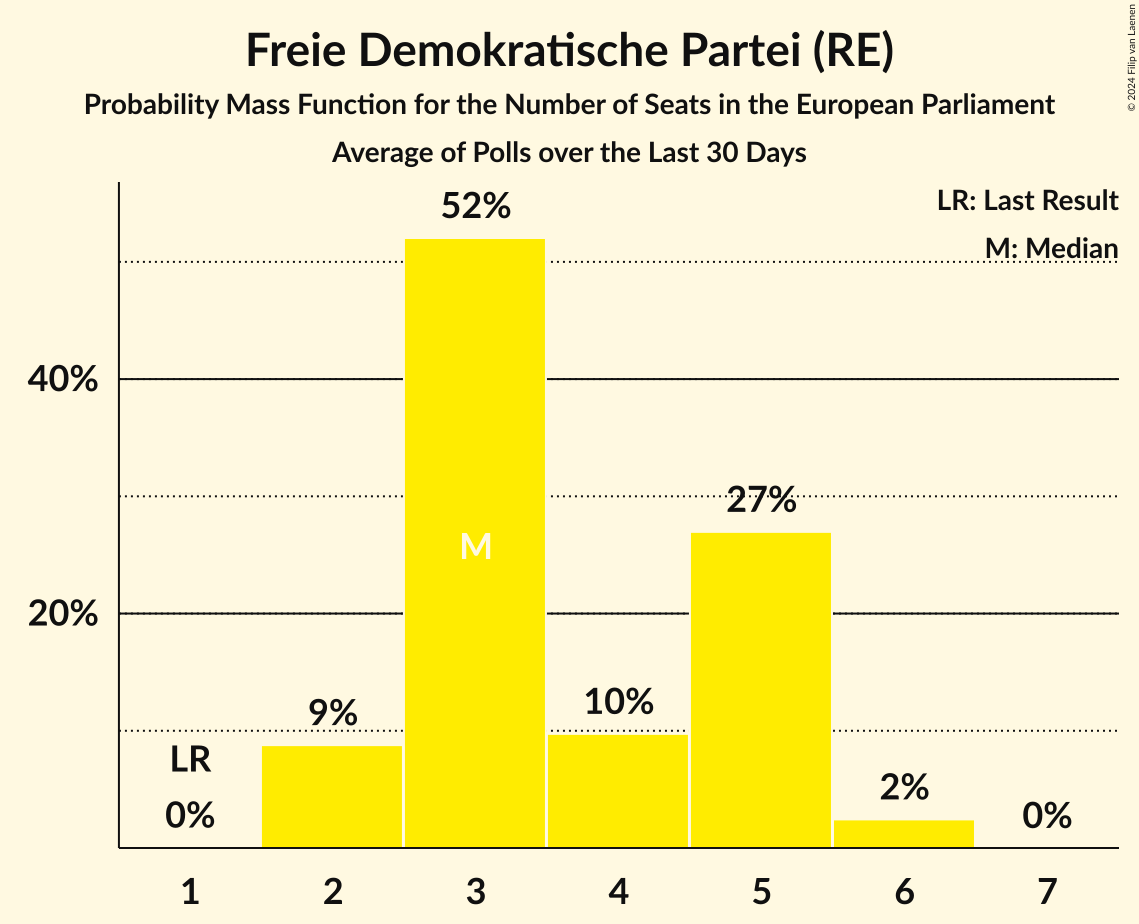 Freie Demokratische Partei (RE)
Probability Mass Function for the Number of Seats in the European Parliament
Average of Polls over the Last 30 Days
© 2024 Filip van Laenen
LR: Last Result
M: Median
52%
40%
M
27%
20%
10%
9%
LR
2%
0%
0%
1 2 3 4 5 6 7